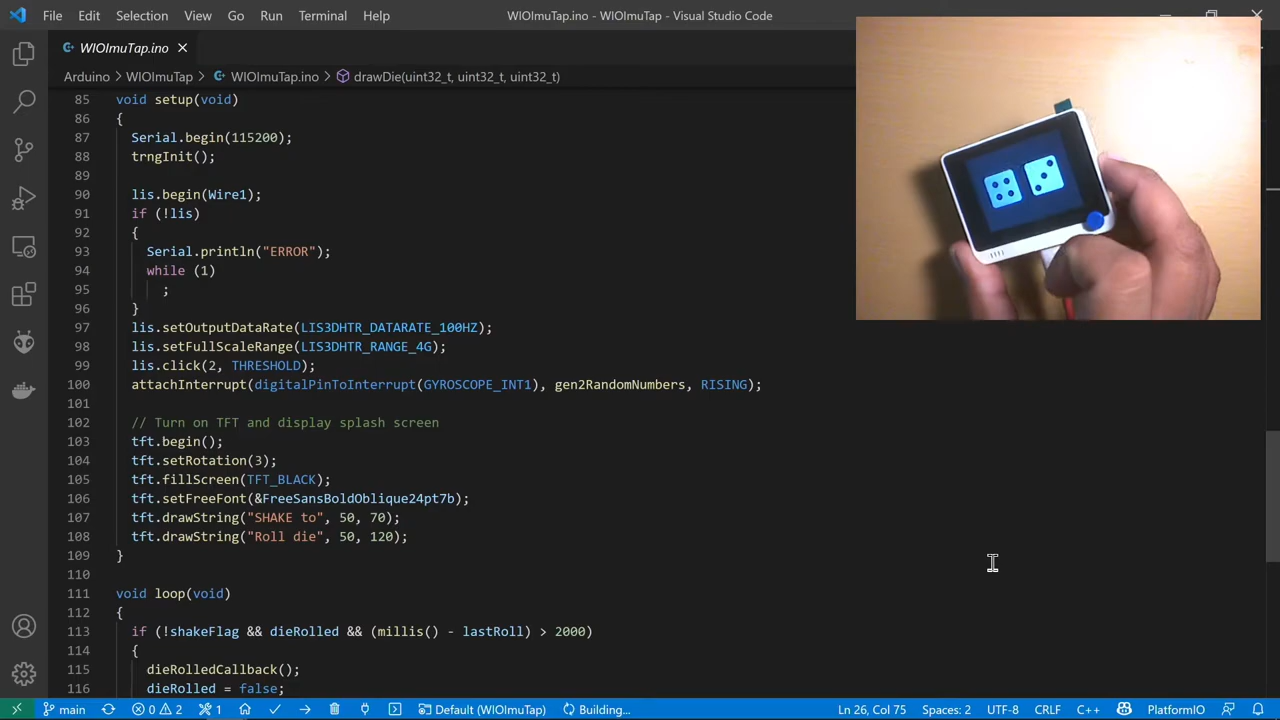 File Edit Selection View Go Run Terminal Help WIOImuTap.ino - WIOImuTap - Visual Studio Code
WIOImuTap.ino
Arduino > WIOImuTap > WIOImuTap.ino > drawDie(uint32_t, uint32_t, uint32_t)
85 void setup(void)
86 {
87 Serial.begin(115200);
88 trngInit();
89
90 lis.begin(Wire1);
91 if (!lis)
92 {
93 Serial.println("ERROR");
94 while (1)
95 ;
96 }
97 lis.setOutputDataRate(LIS3DHTR_DATARATE_100HZ);
98 lis.setFullScaleRange(LIS3DHTR_RANGE_4G);
99 lis.click(2, THRESHOLD);
100 attachInterrupt(digitalPinToInterrupt(GYROSCOPE_INT1), gen2RandomNumbers, RISING);
101
102 // Turn on TFT and display splash screen
103 tft.begin();
104 tft.setRotation(3);
105 tft.fillScreen(TFT_BLACK);
106 tft.setFreeFont(&FreeSansBoldOblique24pt7b);
107 tft.drawString("SHAKE to", 50, 70);
108 tft.drawString("Roll die", 50, 120);
109 }
110
111 void loop(void)
112 {
113 if (!shakeFlag && dieRolled && (millis() - lastRoll) > 2000)
114 {
115 dieRolledCallback();
116 dieRolled = false;
main 0 2 1 Default (WIOImuTap) Building... Ln 26, Col 75 Spaces: 2 UTF-8 CRLF C++ PlatformIO